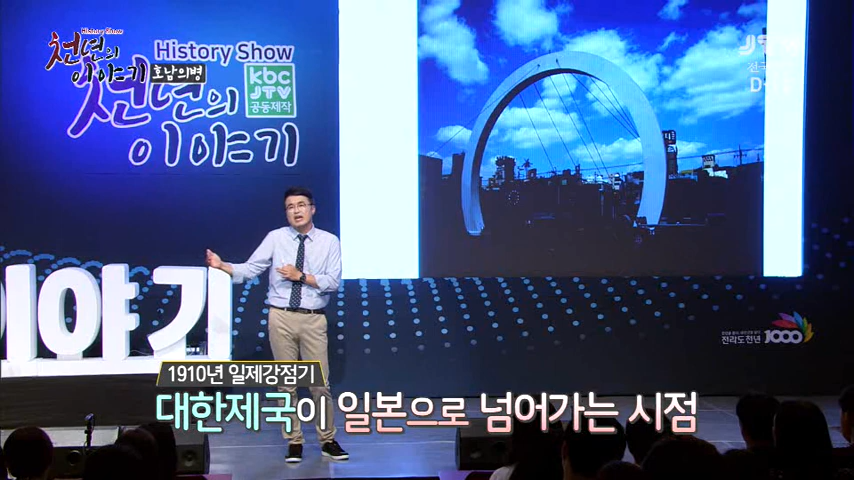 History Show
천년의
이야기 호남의병
JTV
History Show
천년의
이야기
kbc
JTV
공동제작
이야기
전라도 천년 1000
1910년 일제강점기
대한제국이 일본으로 넘어가는 시점